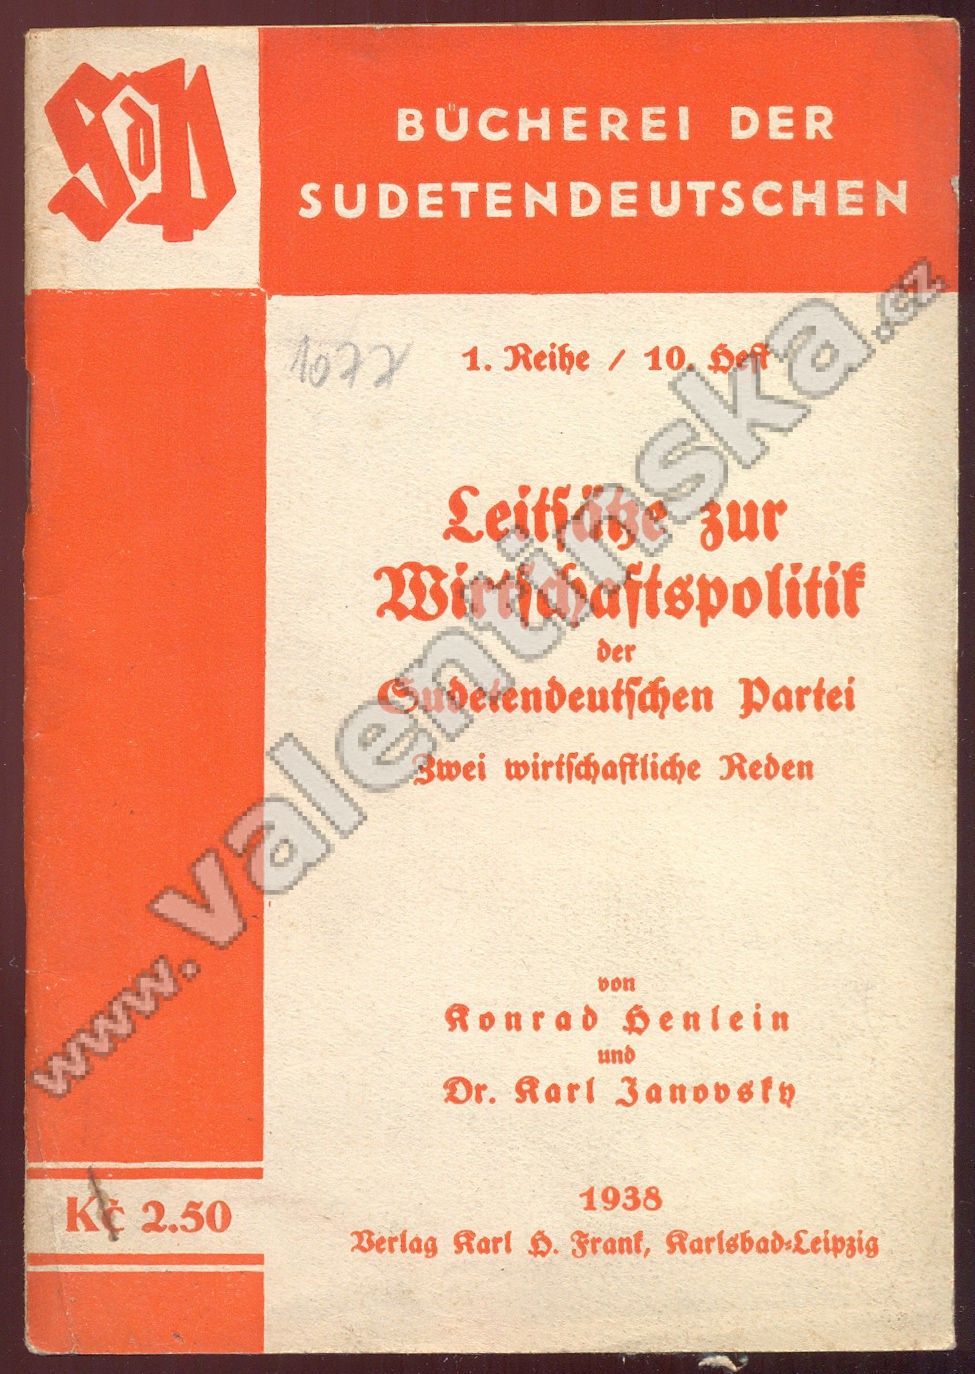 SdP
BÜCHEREI DER
SUDETENDEUTSCHEN
1022
1. Reihe / 10. Heft
Leitsätze zur
Wirtschaftspolitik
der
Sudetendeutschen Partei
Zwei wirtschaftliche Reden
von
Konrad Henlein
und
Dr. Karl Janovsky
Kč 2.50
1938
Verlag Karl H. Frank, Karlsbad-Leipzig
www.valentinska.cz